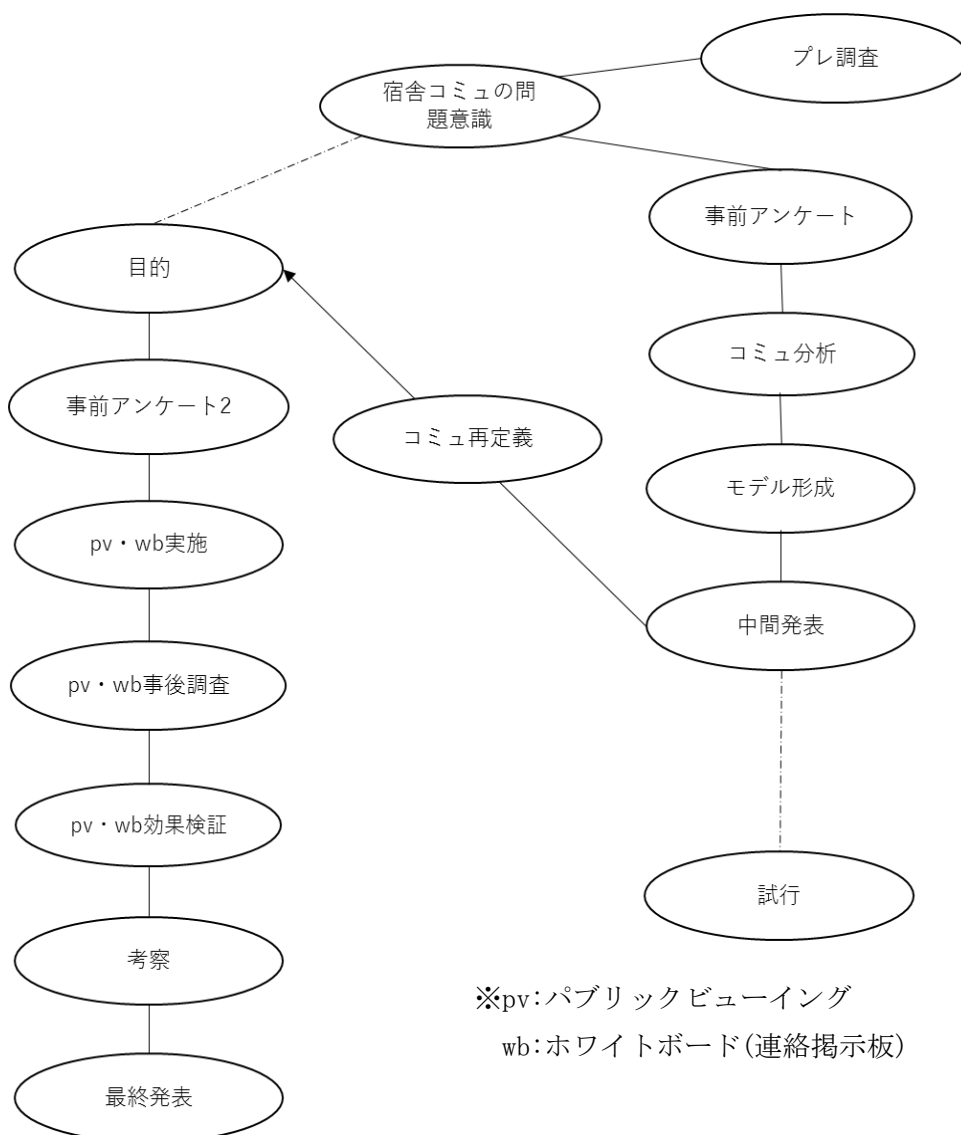 プレ調査
宿舎コミュの問
題意識
事前アンケート
目的
コミュ分析
事前アンケート2
コミュ再定義
モデル形成
pv・wb実施
中間発表
pv・wb事後調査
pv・wb効果検証
試行
考察
※pv:パブリックビューイング
wb:ホワイトボード(連絡掲示板)
最終発表